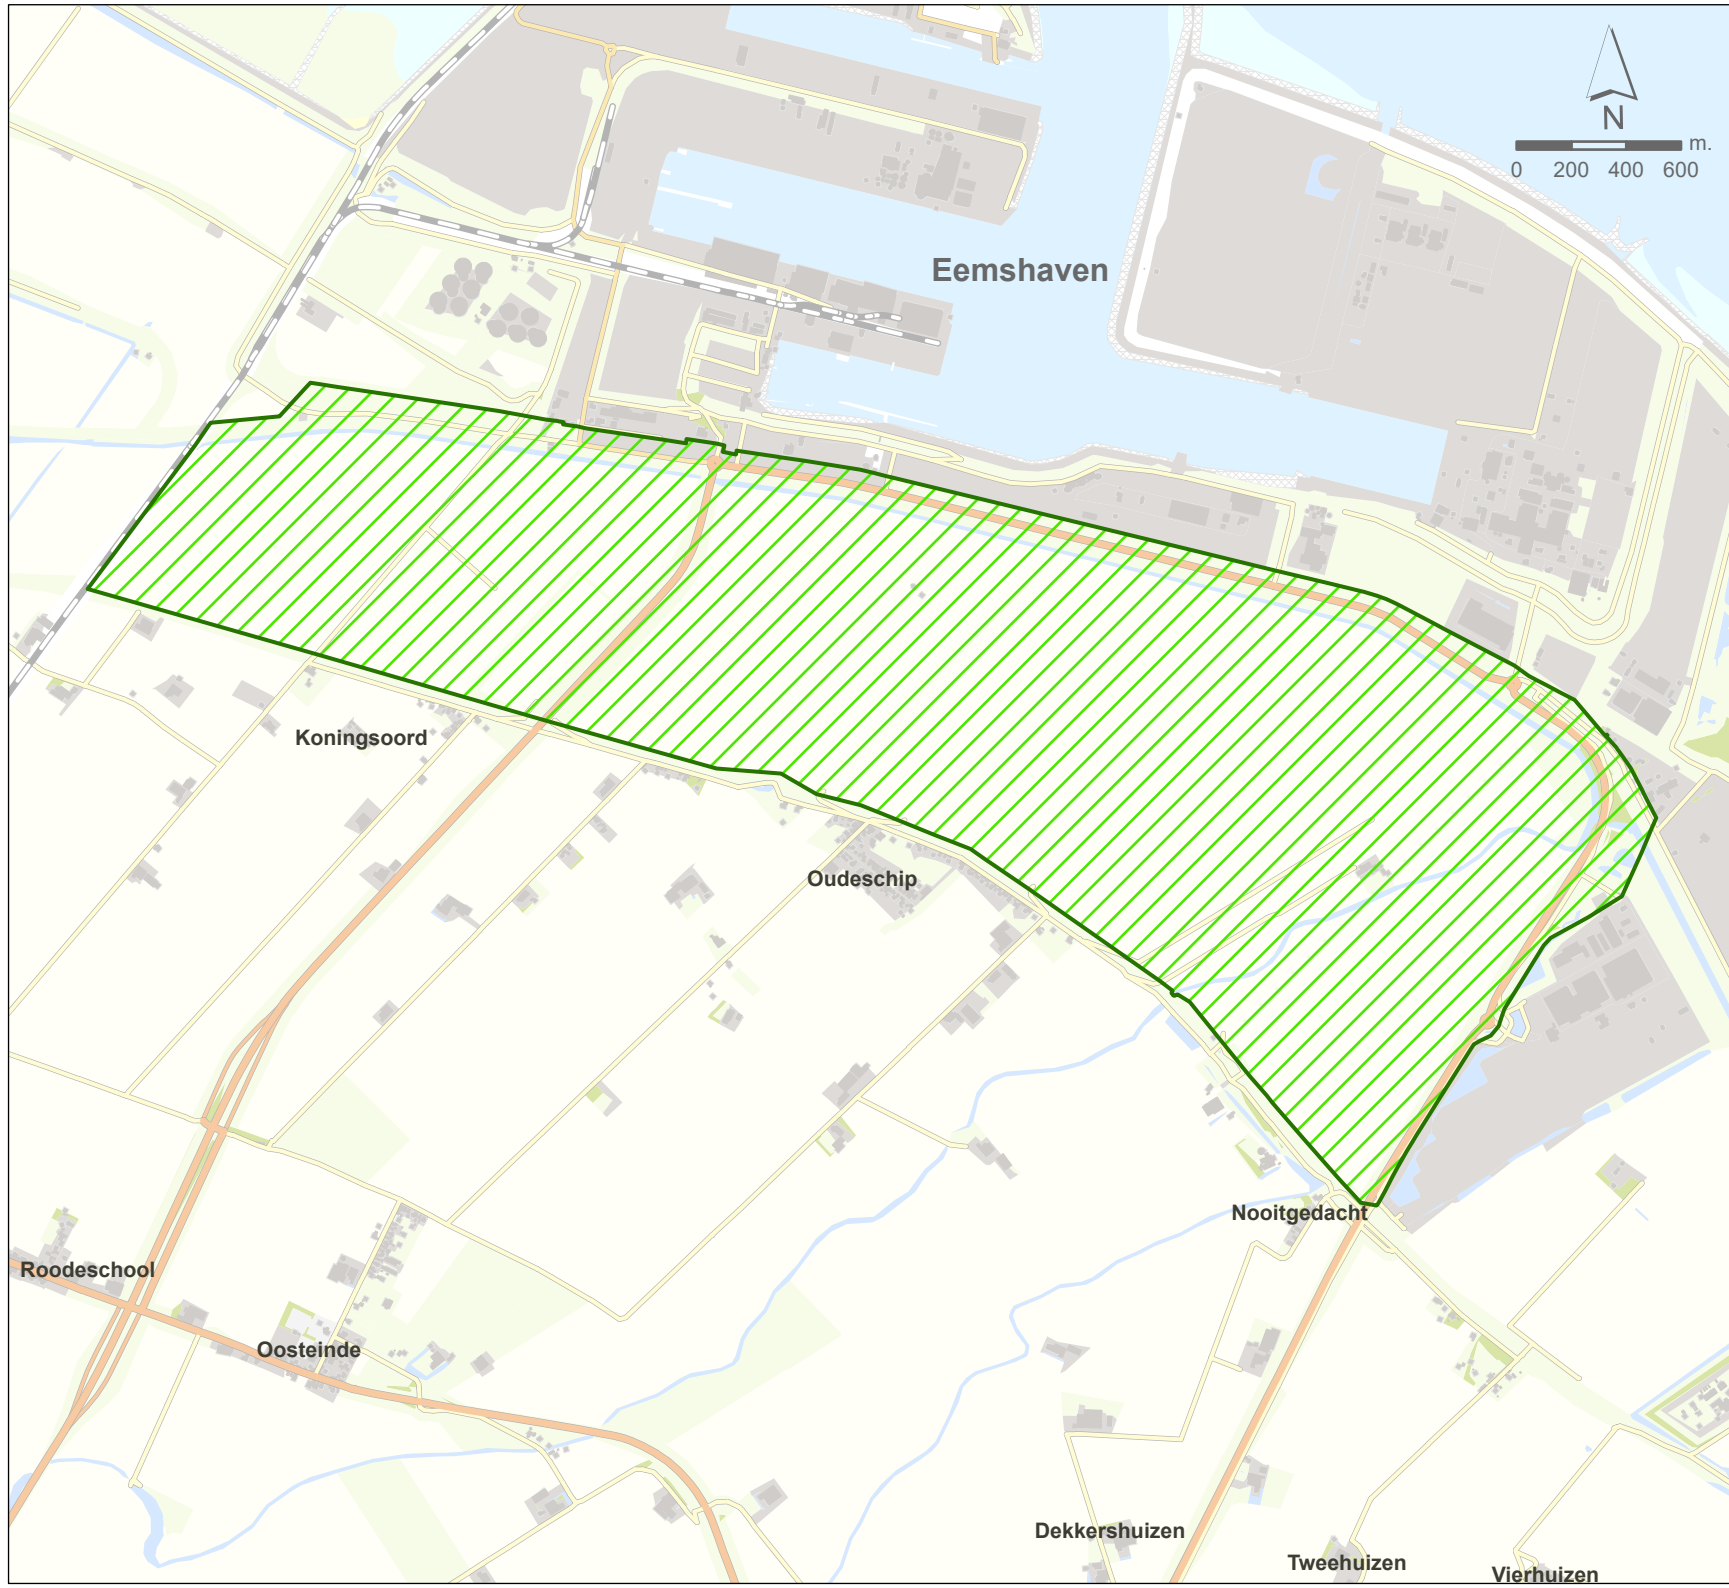 N
m.
0 200 400 600
Eemshaven
Koningsoord
Oudeschip
Nooitgedacht
Roodeschool
Oosteinde
Dekkershuizen
Tweehuizen
Vierhuizen